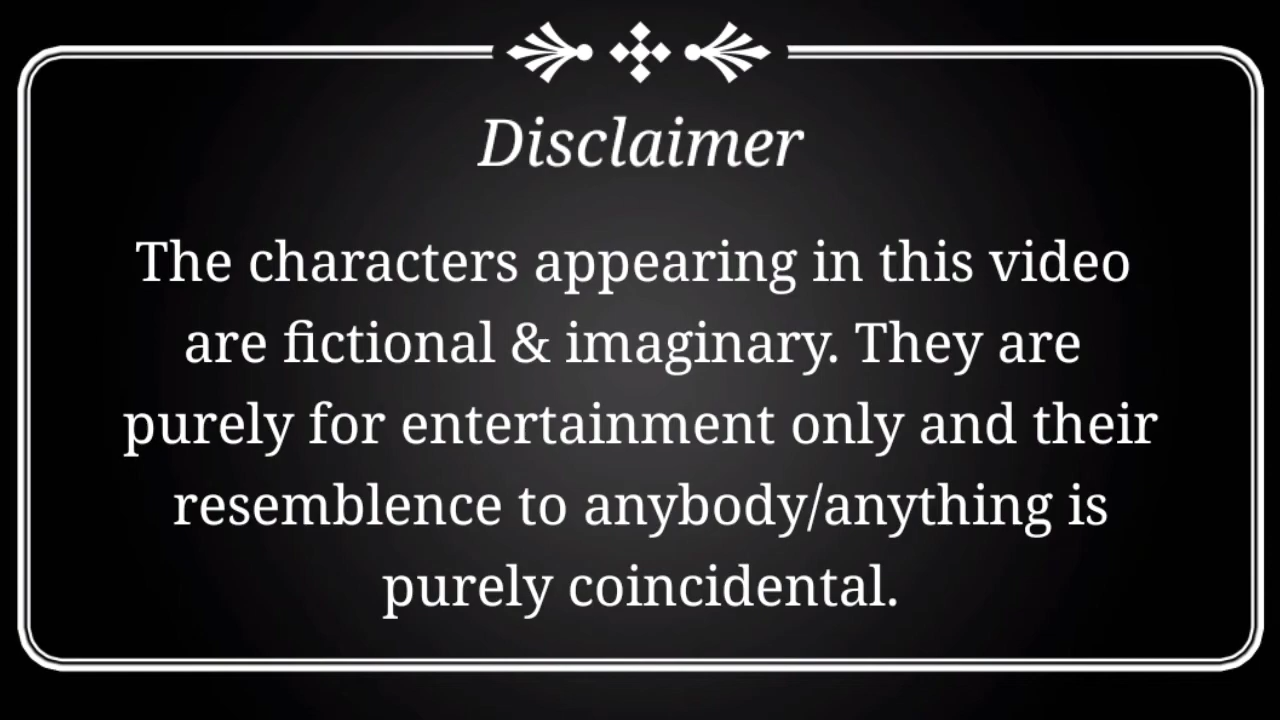 Disclaimer
The characters appearing in this video
are fictional & imaginary. They are
purely for entertainment only and their
resemblence to anybody/anything is
purely coincidental.